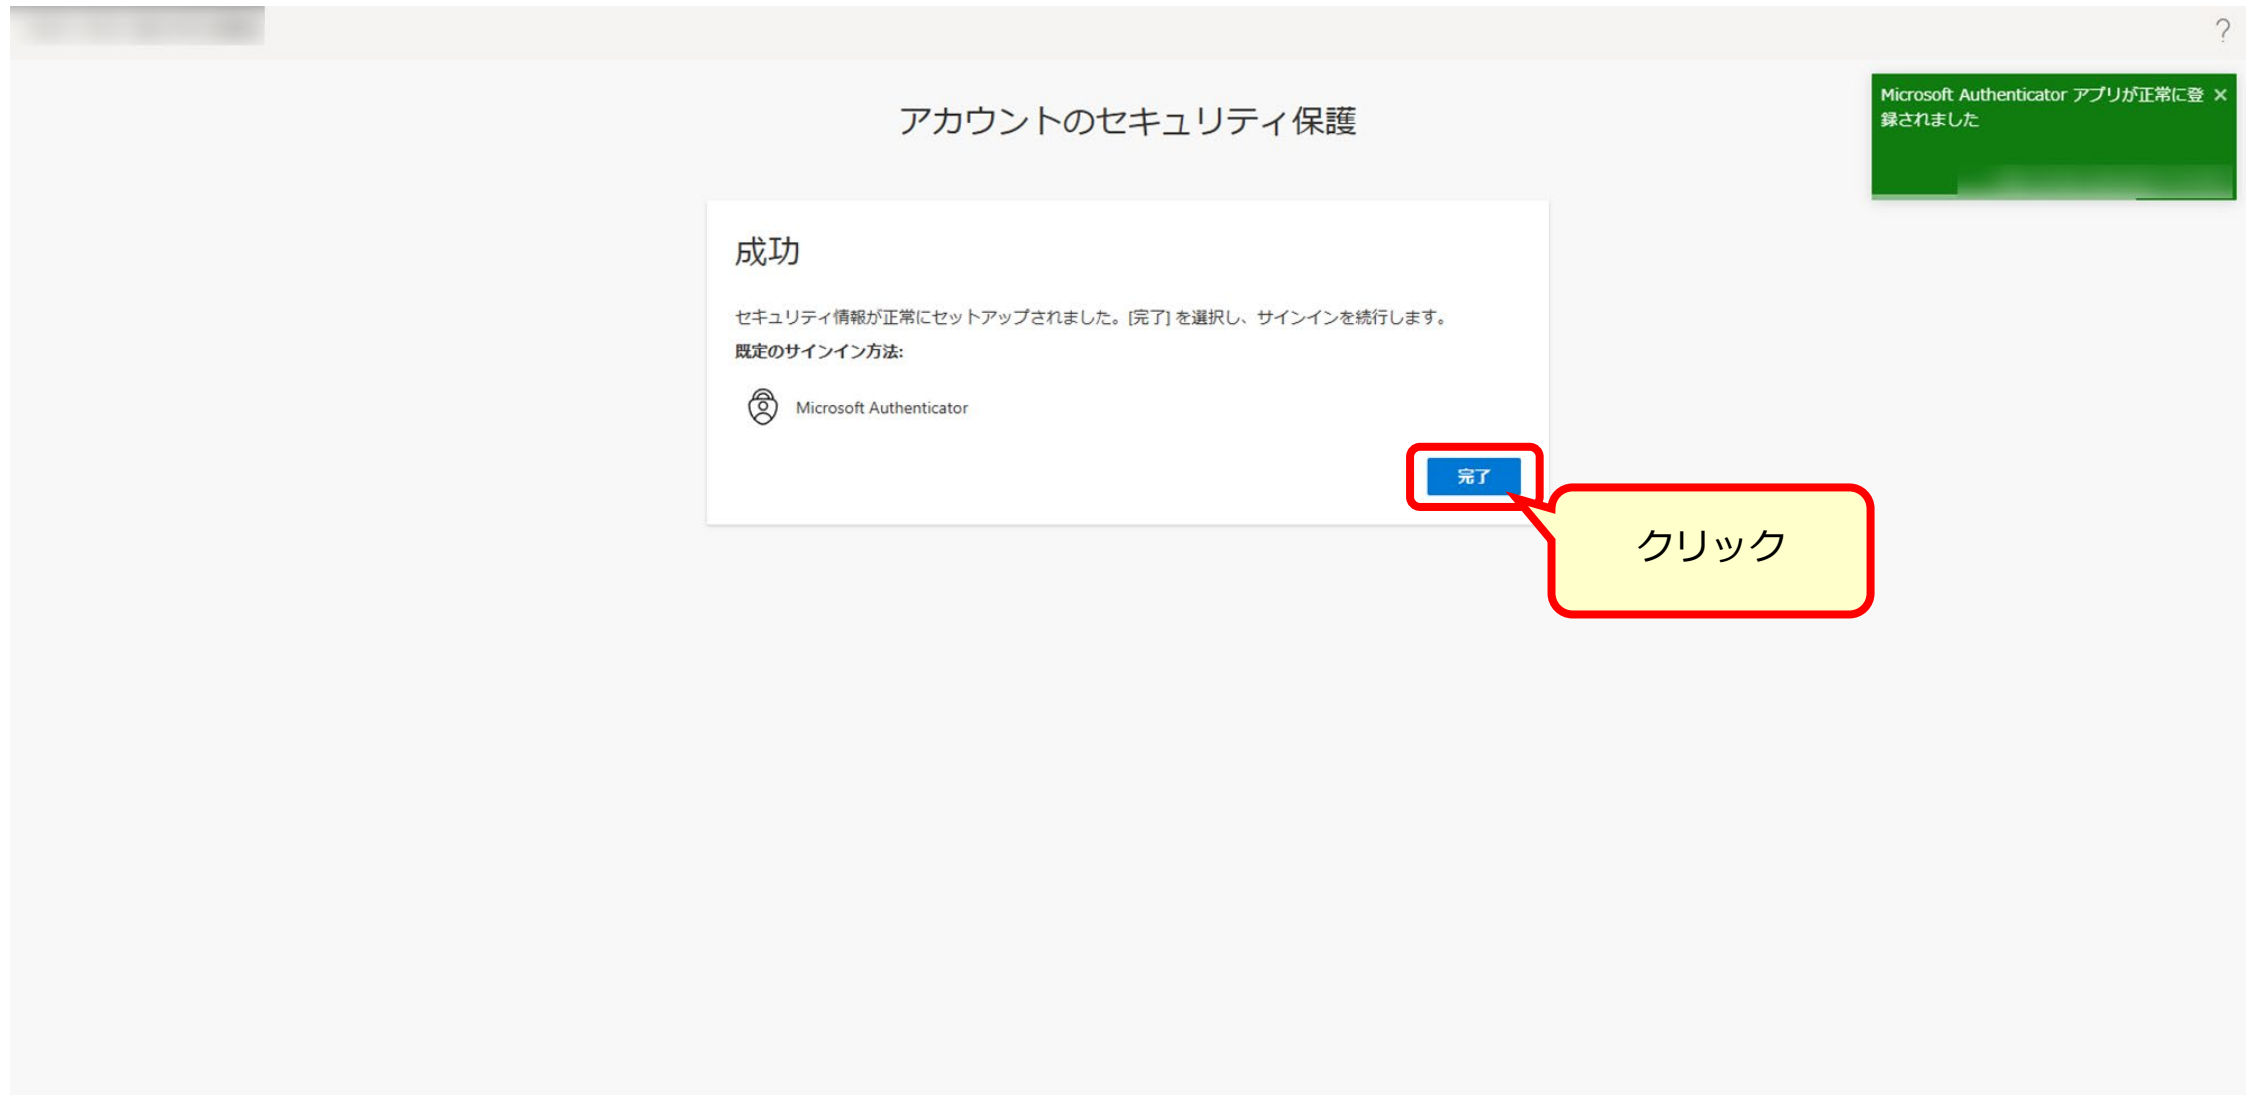 ?
Microsoft Authenticator アプリが正常に登 ×
録されました
アカウントのセキュリティ保護
成功
セキュリティ情報が正常にセットアップされました。[完了] を選択し、サインインを続行します。
既定のサインイン方法:
Microsoft Authenticator
完了
クリック